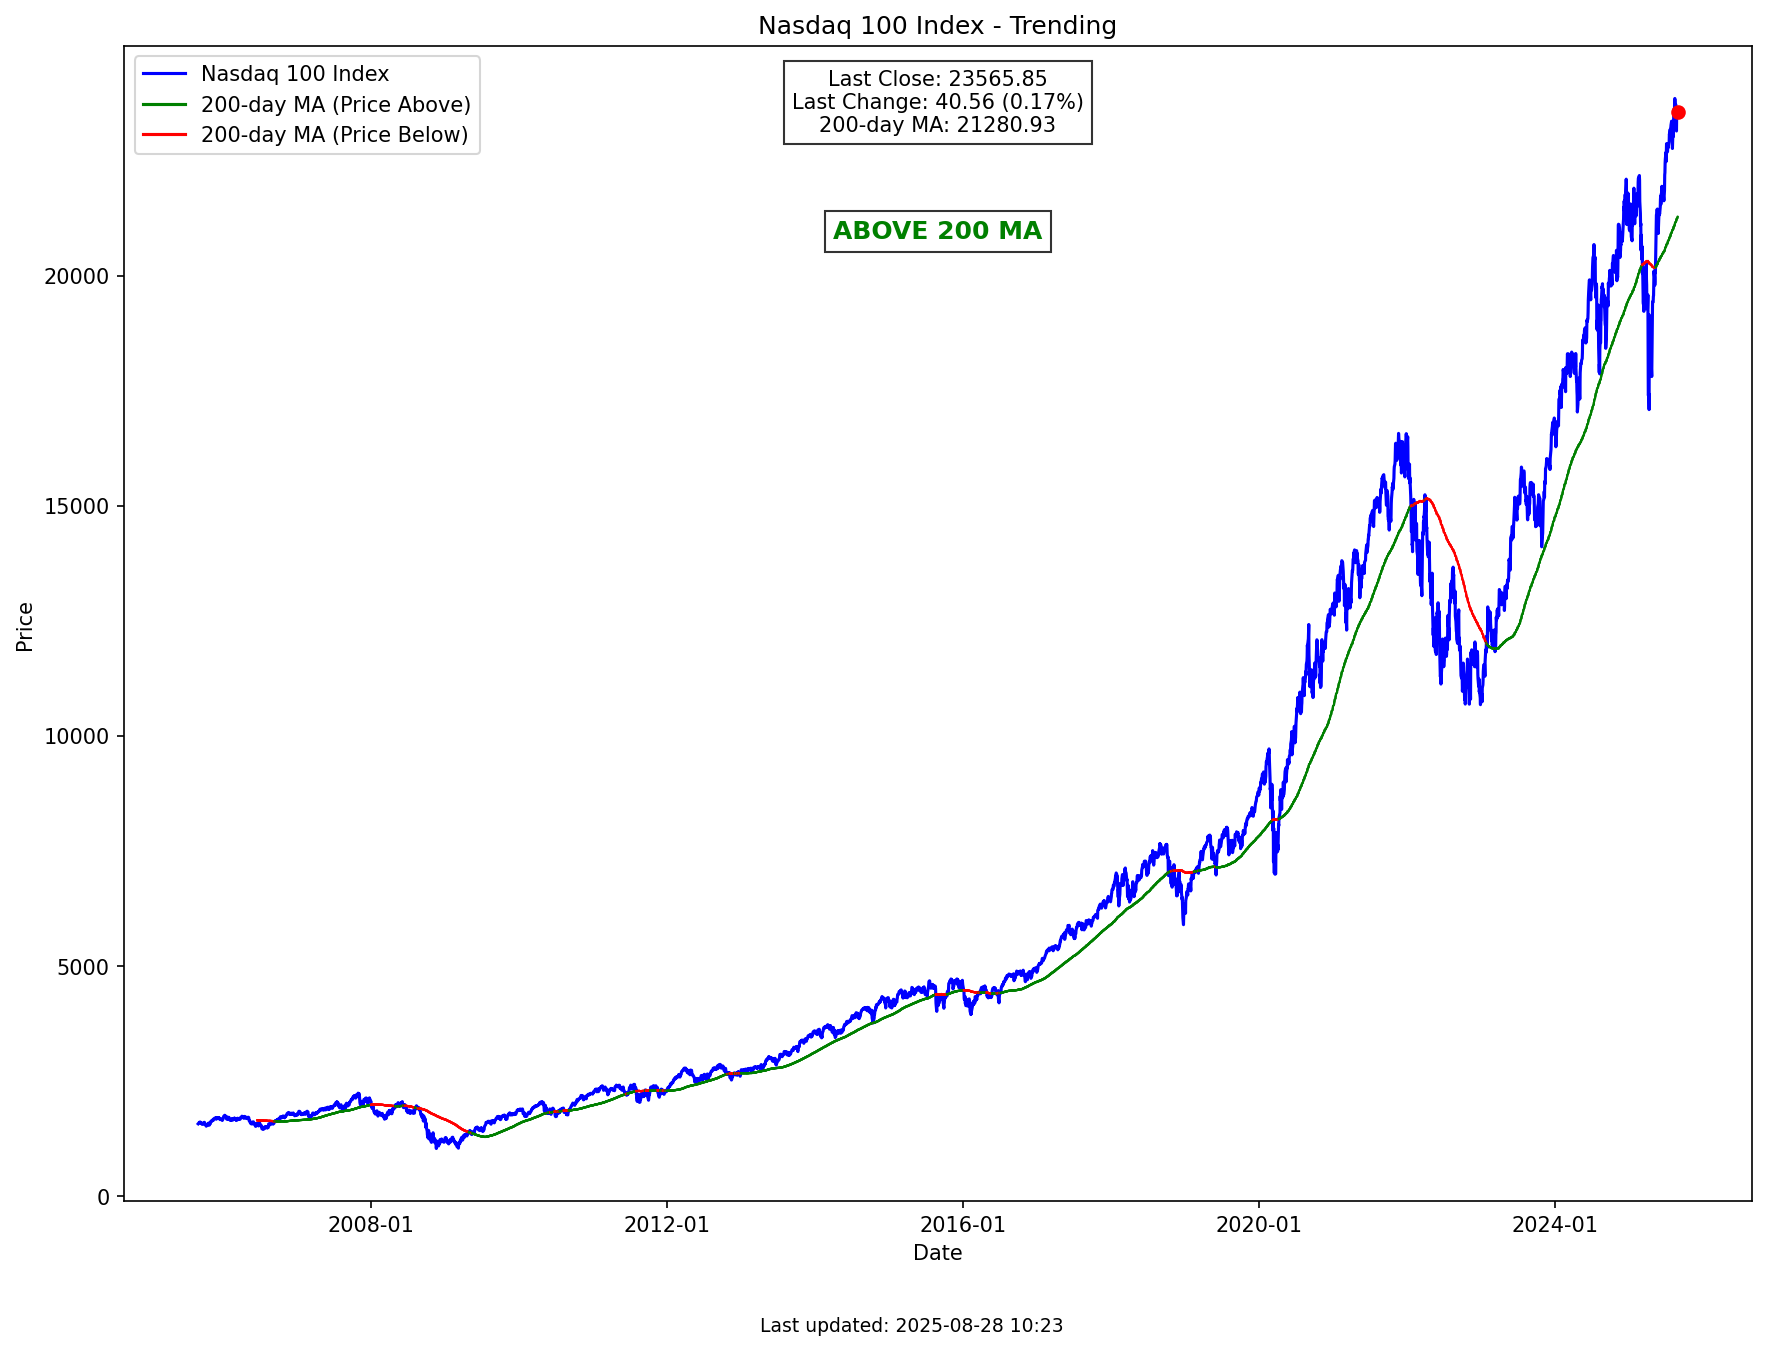 Nasdaq 100 Index - Trending
Nasdaq 100 Index
200-day MA (Price Above)
200-day MA (Price Below)
Last Close: 23565.85
Last Change: 40.56 (0.17%)
200-day MA: 21280.93
ABOVE 200 MA
Price
20000
15000
10000
5000
0
2008-01
2012-01
2016-01
2020-01
2024-01
Date
Last updated: 2025-08-28 10:23